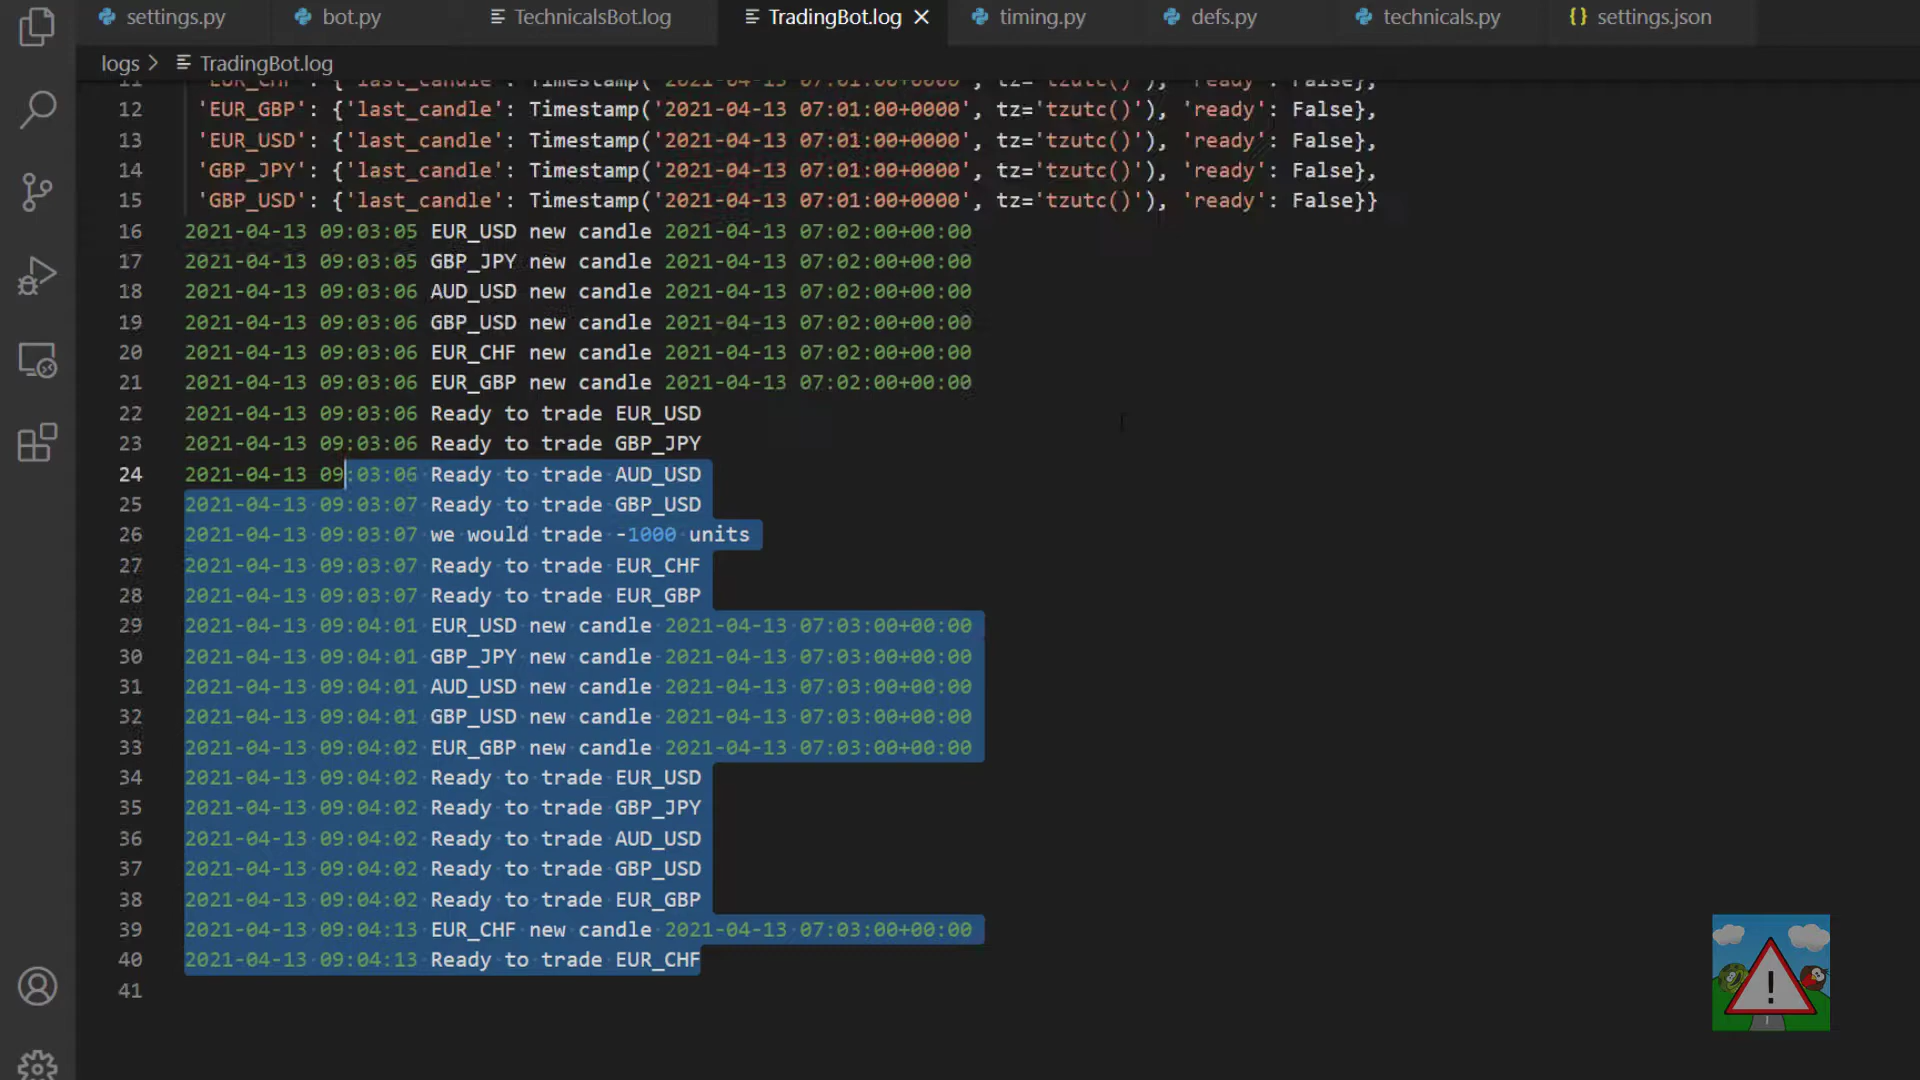 settings.py bot.py TechnicalsBot.log TradingBot.log timing.py defs.py technicals.py {} settings.json
logs > TradingBot.log
11 'EUR_CHF': {'last_candle': Timestamp('2021-04-13 07:01:00+0000', tz='tzutc()'), 'ready': False},
12 'EUR_GBP': {'last_candle': Timestamp('2021-04-13 07:01:00+0000', tz='tzutc()'), 'ready': False},
13 'EUR_USD': {'last_candle': Timestamp('2021-04-13 07:01:00+0000', tz='tzutc()'), 'ready': False},
14 'GBP_JPY': {'last_candle': Timestamp('2021-04-13 07:01:00+0000', tz='tzutc()'), 'ready': False},
15 'GBP_USD': {'last_candle': Timestamp('2021-04-13 07:01:00+0000', tz='tzutc()'), 'ready': False}}
16 2021-04-13 09:03:05 EUR_USD new candle 2021-04-13 07:02:00+00:00
17 2021-04-13 09:03:05 GBP_JPY new candle 2021-04-13 07:02:00+00:00
18 2021-04-13 09:03:06 AUD_USD new candle 2021-04-13 07:02:00+00:00
19 2021-04-13 09:03:06 GBP_USD new candle 2021-04-13 07:02:00+00:00
20 2021-04-13 09:03:06 EUR_CHF new candle 2021-04-13 07:02:00+00:00
21 2021-04-13 09:03:06 EUR_GBP new candle 2021-04-13 07:02:00+00:00
22 2021-04-13 09:03:06 Ready to trade EUR_USD
23 2021-04-13 09:03:06 Ready to trade GBP_JPY
24 2021-04-13 09:03:06 Ready to trade AUD_USD
25 2021-04-13 09:03:07 Ready to trade GBP_USD
26 2021-04-13 09:03:07 we would trade -1000 units
27 2021-04-13 09:03:07 Ready to trade EUR_CHF
28 2021-04-13 09:03:07 Ready to trade EUR_GBP
29 2021-04-13 09:04:01 EUR_USD new candle 2021-04-13 07:03:00+00:00
30 2021-04-13 09:04:01 GBP_JPY new candle 2021-04-13 07:03:00+00:00
31 2021-04-13 09:04:01 AUD_USD new candle 2021-04-13 07:03:00+00:00
32 2021-04-13 09:04:01 GBP_USD new candle 2021-04-13 07:03:00+00:00
33 2021-04-13 09:04:02 EUR_GBP new candle 2021-04-13 07:03:00+00:00
34 2021-04-13 09:04:02 Ready to trade EUR_USD
35 2021-04-13 09:04:02 Ready to trade GBP_JPY
36 2021-04-13 09:04:02 Ready to trade AUD_USD
37 2021-04-13 09:04:02 Ready to trade GBP_USD
38 2021-04-13 09:04:02 Ready to trade EUR_GBP
39 2021-04-13 09:04:13 EUR_CHF new candle 2021-04-13 07:03:00+00:00
40 2021-04-13 09:04:13 Ready to trade EUR_CHF
41